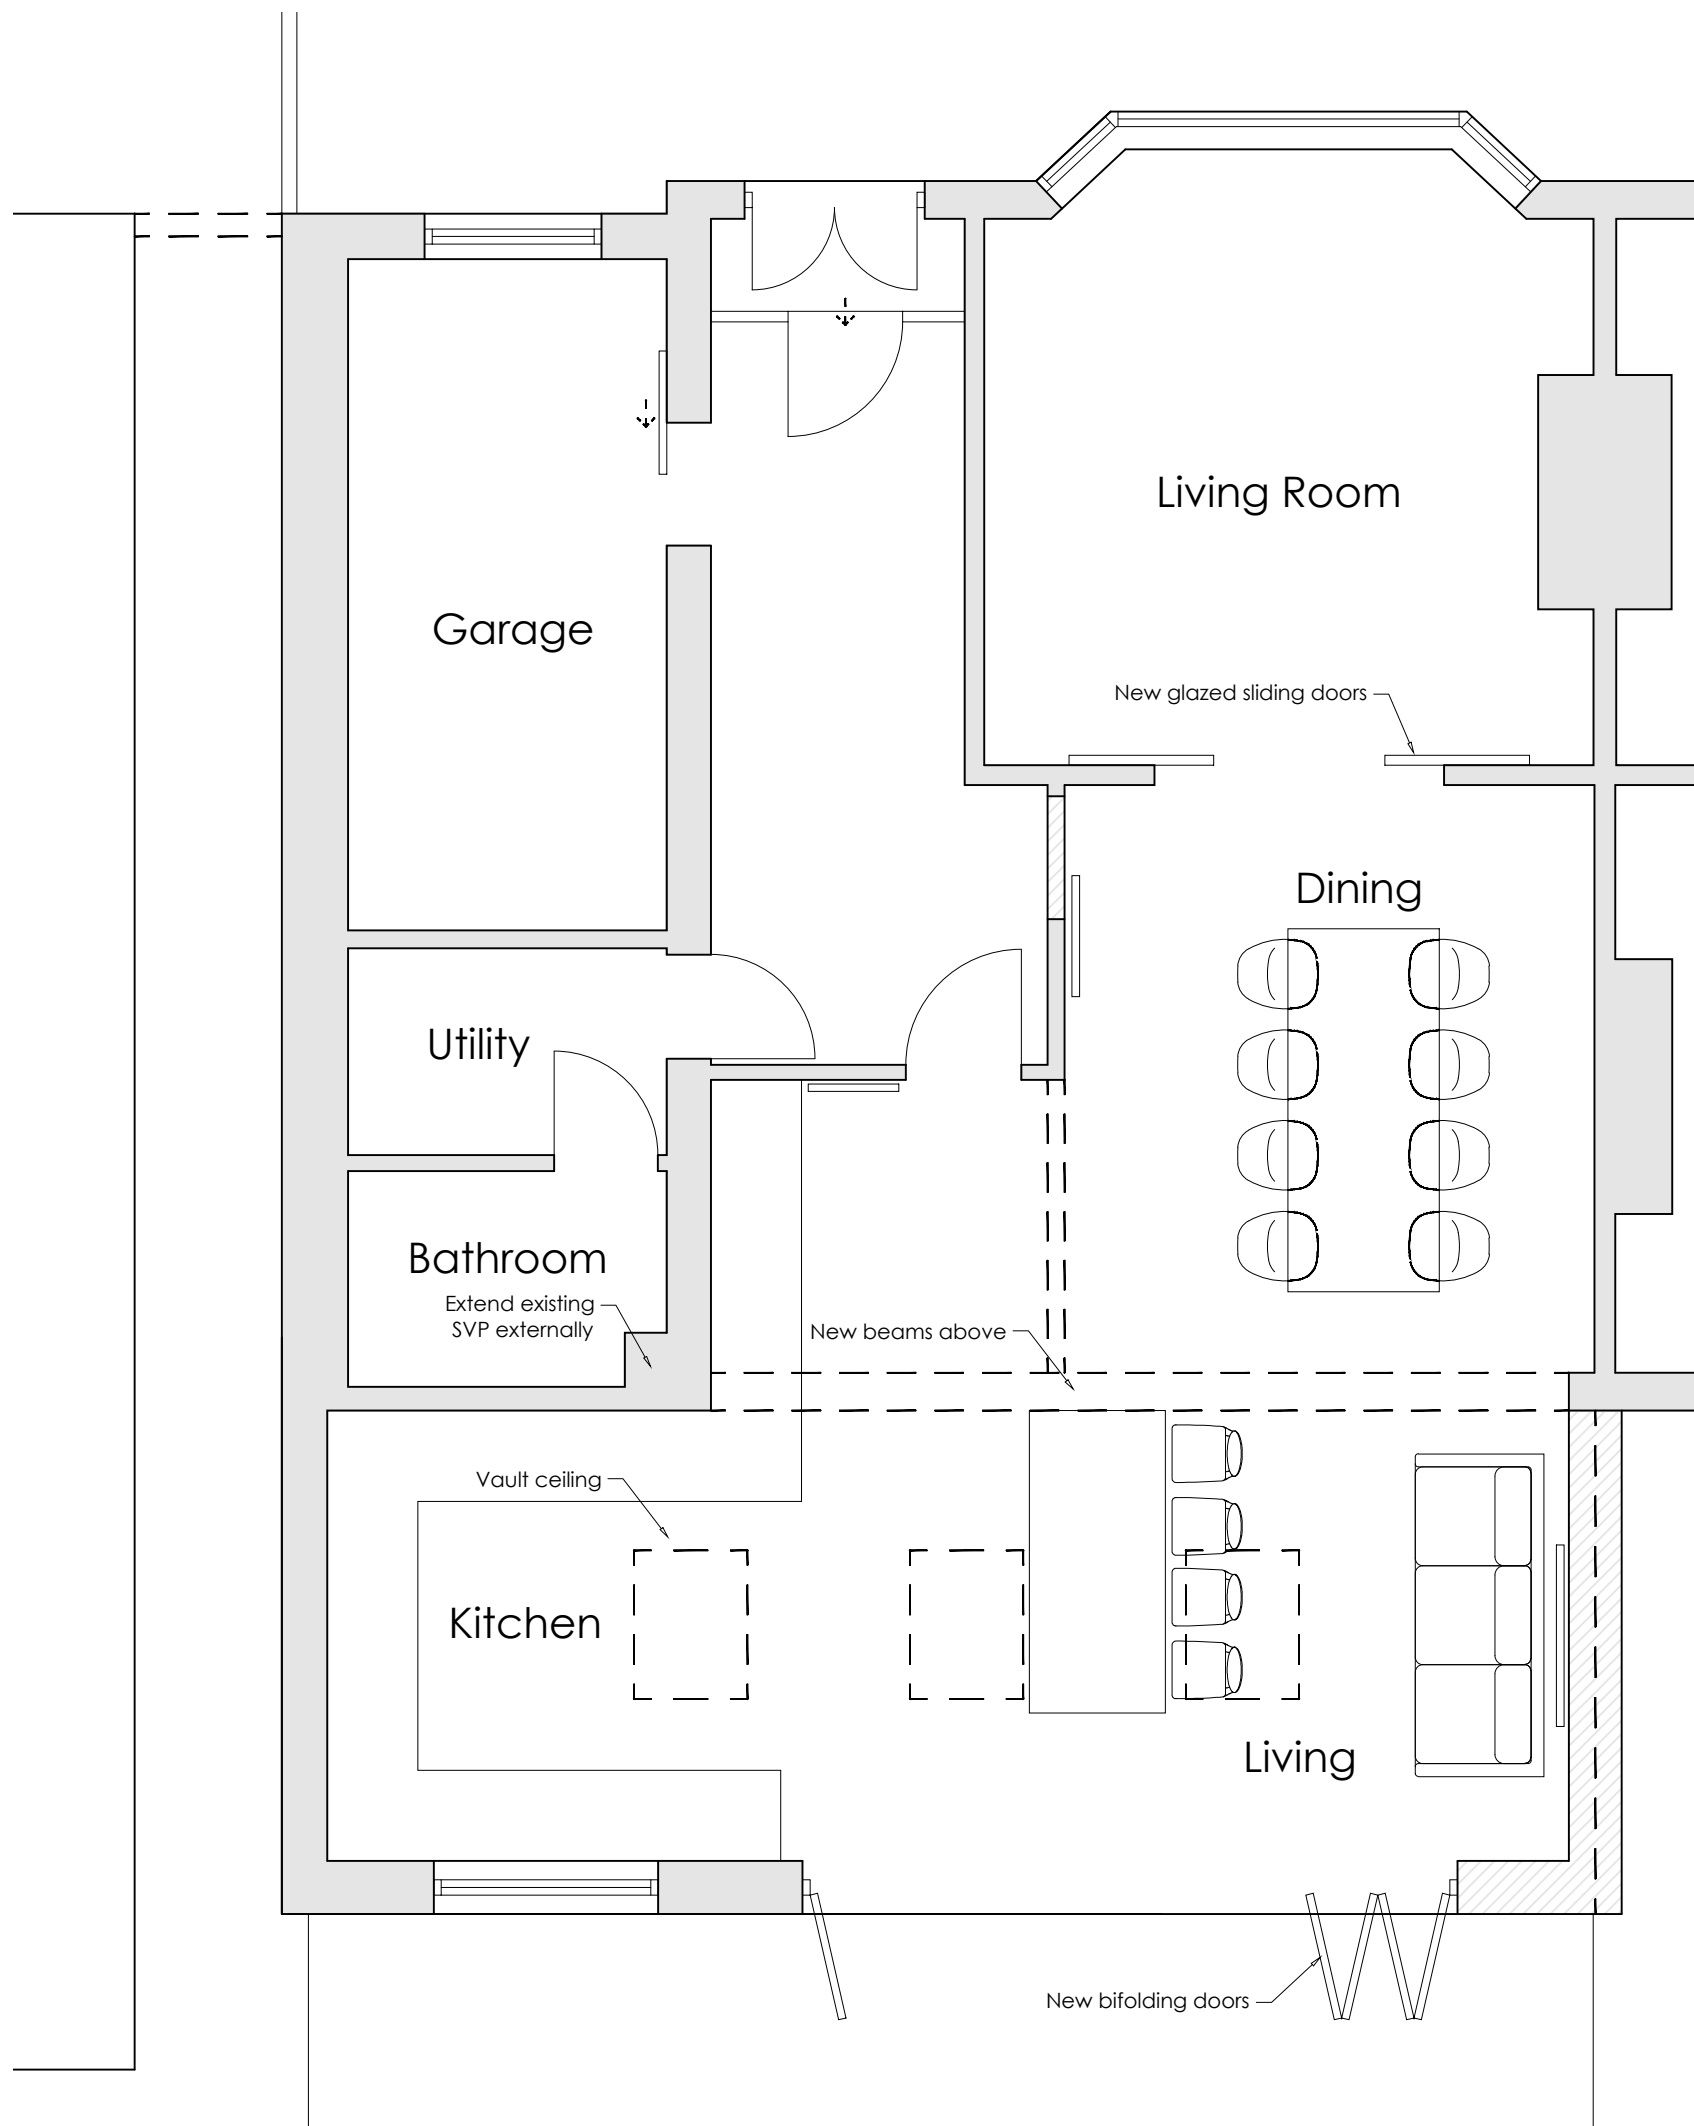 Living Room
Garage
New glazed sliding doors
Dining
Utility
Bathroom
Extend existing
SVP externally
New beams above
Vault ceiling
Kitchen
Living
New bifolding doors